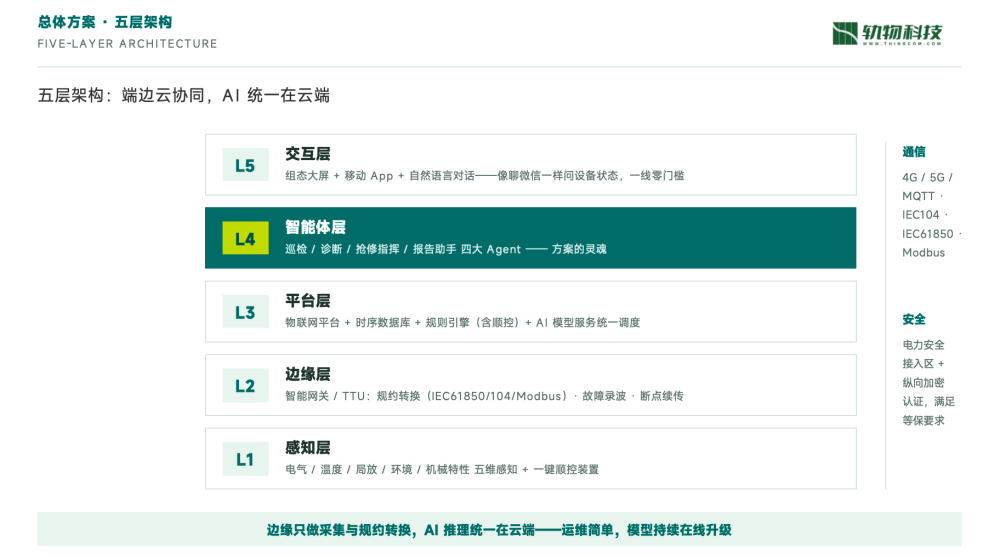 总体方案 · 五层架构
FIVE-LAYER ARCHITECTURE
轨物科技
WWW.THINGCOM.COM
五层架构：端边云协同，AI 统一在云端
L5
交互层
组态大屏 + 移动 App + 自然语言对话——像聊微信一样问设备状态，一线零门槛
L4
智能体层
巡检 / 诊断 / 抢修指挥 / 报告助手 四大 Agent —— 方案的灵魂
L3
平台层
物联网平台 + 时序数据库 + 规则引擎（含顺控）+ AI 模型服务统一调度
L2
边缘层
智能网关 / TTU：规约转换（IEC61850/104/Modbus）· 故障录波 · 断点续传
L1
感知层
电气 / 温度 / 局放 / 环境 / 机械特性 五维感知 + 一键顺控装置
通信
4G / 5G /
MQTT ·
IEC104 ·
IEC61850 ·
Modbus
安全
电力安全
接入区 +
纵向加密
认证，满足
等保要求
边缘只做采集与规约转换，AI 推理统一在云端——运维简单，模型持续在线升级